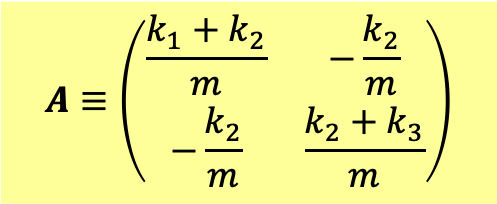 A ≡ ( (k₁ + k₂)/m  −k₂/m
−k₂/m  (k₂ + k₃)/m )